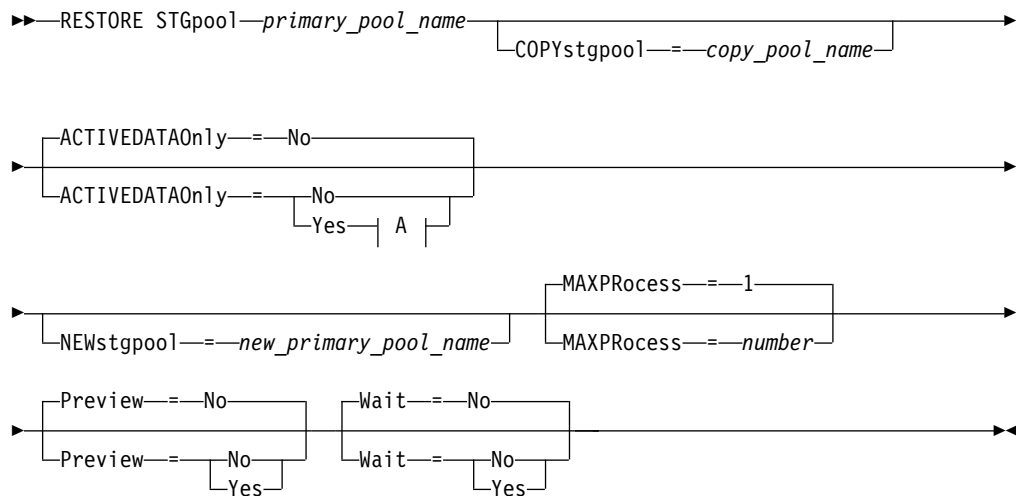 RESTORE STGpool primary_pool_name
COPYstgpool = copy_pool_name
ACTIVEDATAOnly = No
ACTIVEDATAOnly = No
Yes A
NEWstgpool = new_primary_pool_name
MAXPRocess = 1
MAXPRocess = number
Preview = No
Preview = No
Yes
Wait = No
Wait = No
Yes